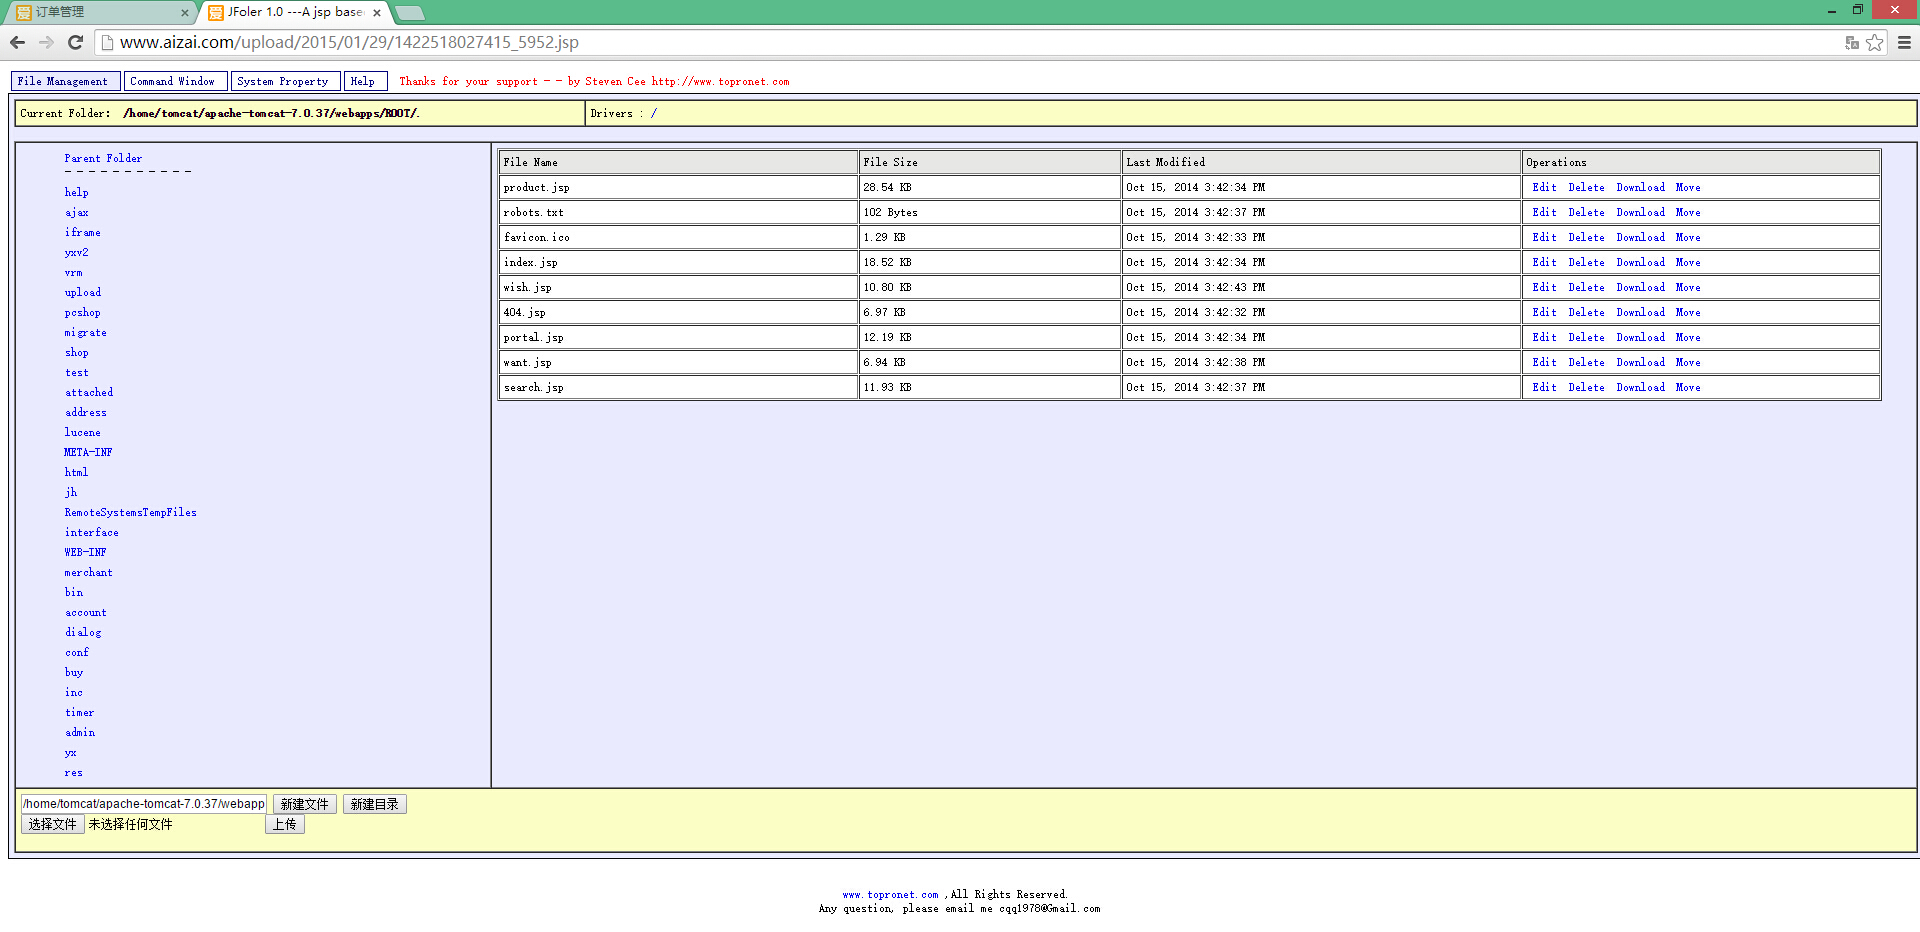 订单管理
JFoler 1.0 ---A jsp base
www.aizai.com/upload/2015/01/29/1422518027415_5952.jsp
File Management Command Window System Property Help Thanks for your support - - by Steven Cee http://www.topronet.com
Current Folder: /home/tomcat/apache-tomcat-7.0.37/webapps/ROOT/. Drivers : /
Parent Folder
- - - - - - - - - - -
help
ajax
iframe
yxv2
vrm
upload
pcshop
migrate
shop
test
attached
address
lucene
META-INF
html
jh
RemoteSystemsTempFiles
interface
WEB-INF
merchant
bin
account
dialog
conf
buy
inc
timer
admin
yx
res
File Name File Size Last Modified Operations
product.jsp 28.54 KB Oct 15, 2014 3:42:34 PM Edit Delete Download Move
robots.txt 102 Bytes Oct 15, 2014 3:42:37 PM Edit Delete Download Move
favicon.ico 1.29 KB Oct 15, 2014 3:42:33 PM Edit Delete Download Move
index.jsp 18.52 KB Oct 15, 2014 3:42:34 PM Edit Delete Download Move
wish.jsp 10.80 KB Oct 15, 2014 3:42:43 PM Edit Delete Download Move
404.jsp 6.97 KB Oct 15, 2014 3:42:32 PM Edit Delete Download Move
portal.jsp 12.19 KB Oct 15, 2014 3:42:34 PM Edit Delete Download Move
want.jsp 6.94 KB Oct 15, 2014 3:42:38 PM Edit Delete Download Move
search.jsp 11.93 KB Oct 15, 2014 3:42:37 PM Edit Delete Download Move
/home/tomcat/apache-tomcat-7.0.37/webapp 新建文件 新建目录
选择文件 未选择任何文件 上传
www.topronet.com ,All Rights Reserved.
Any question, please email me cqq1978@Gmail.com